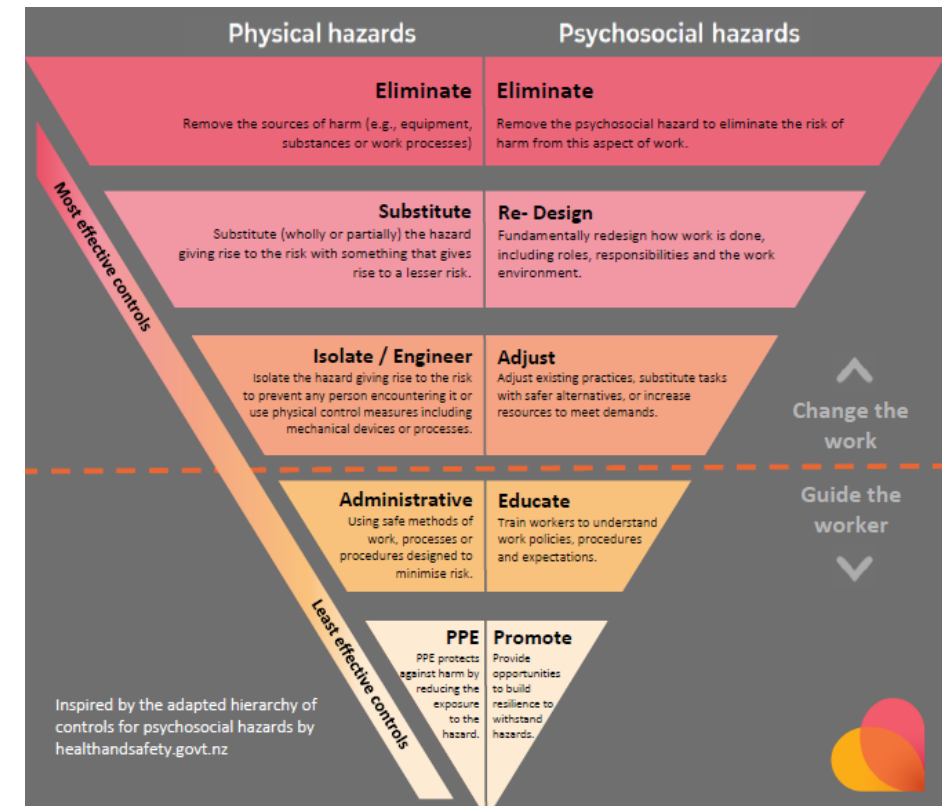 Physical hazards
Psychosocial hazards
Eliminate
Remove the sources of harm (e.g., equipment,
substances or work processes)
Eliminate
Remove the psychosocial hazard to eliminate the risk of
harm from this aspect of work.
Most effective controls
Substitute
Substitute (wholly or partially) the hazard
giving rise to the risk with something that gives
rise to a lesser risk.
Re- Design
Fundamentally redesign how work is done,
including roles, responsibilities and the work
environment.
Isolate / Engineer
Isolate the hazard giving rise to the risk
to prevent any person encountering it or
use physical control measures including
mechanical devices or processes.
Adjust
Adjust existing practices, substitute tasks
with safer alternatives, or increase
resources to meet demands.
Change the
work
Guide the
worker
Administrative
Using safe methods of
work, processes or
procedures designed to
minimise risk.
Educate
Train workers to understand
work policies, procedures
and expectations.
Least effective controls
PPE
PPE protects
against harm by
reducing the
exposure
to the
hazard.
Promote
Provide
opportunities
to build
resilience to
withstand
hazards.
Inspired by the adapted hierarchy of
controls for psychosocial hazards by
healthandsafety.govt.nz